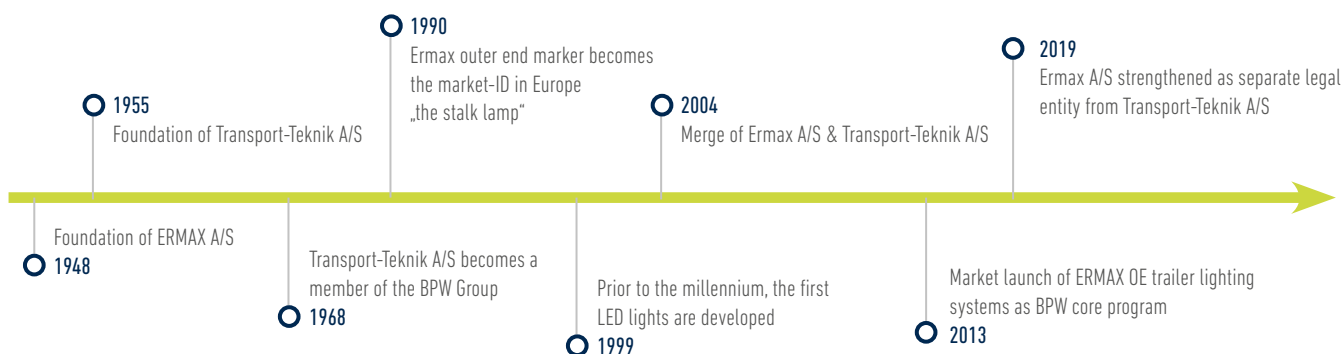 1990
Ermax outer end marker becomes
the market-ID in Europe
„the stalk lamp“
2019
Ermax A/S strengthened as separate legal
entity from Transport-Teknik A/S
1955
Foundation of Transport-Teknik A/S
2004
Merge of Ermax A/S & Transport-Teknik A/S
Foundation of ERMAX A/S
1948
Transport-Teknik A/S becomes a
member of the BPW Group
1968
Prior to the millennium, the first
LED lights are developed
1999
Market launch of ERMAX OE trailer lighting
systems as BPW core program
2013